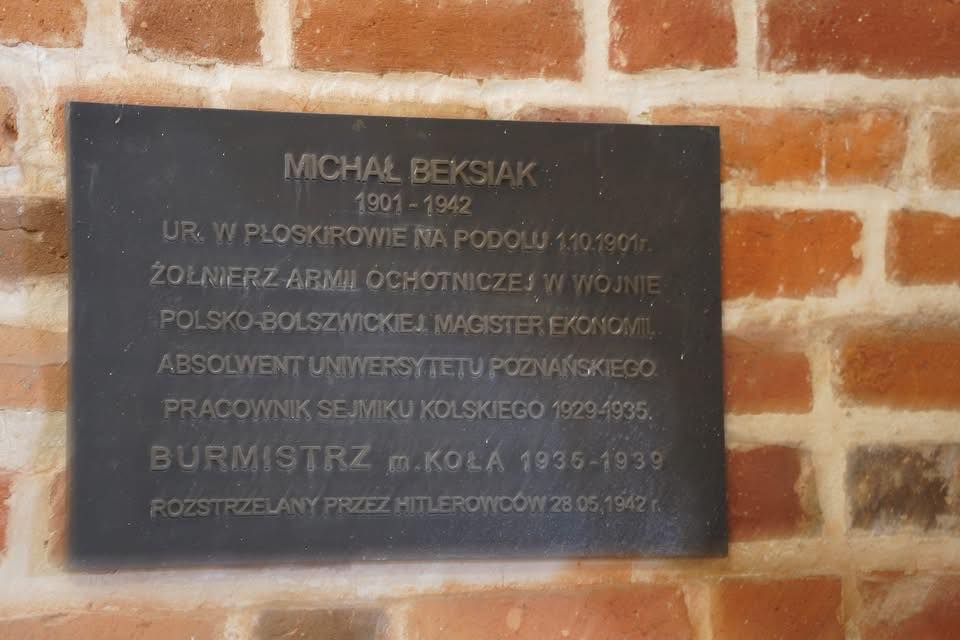 MICHAŁ BEKSIAK
1901 - 1942
UR. W PŁOSKIROWIE NA PODOLU 1.10.1901r.
ŻOŁNIERZ ARMII OCHOTNICZEJ W WOJNIE
POLSKO-BOLSZWICKIEJ. MAGISTER EKONOMII.
ABSOLWENT UNIWERSYTETU POZNAŃSKIEGO.
PRACOWNIK SEJMIKU KOLSKIEGO 1929-1935.
BURMISTRZ m.KOŁA 1935-1939
ROZSTRZELANY PRZEZ HITLEROWCÓW 28.05.1942 r.